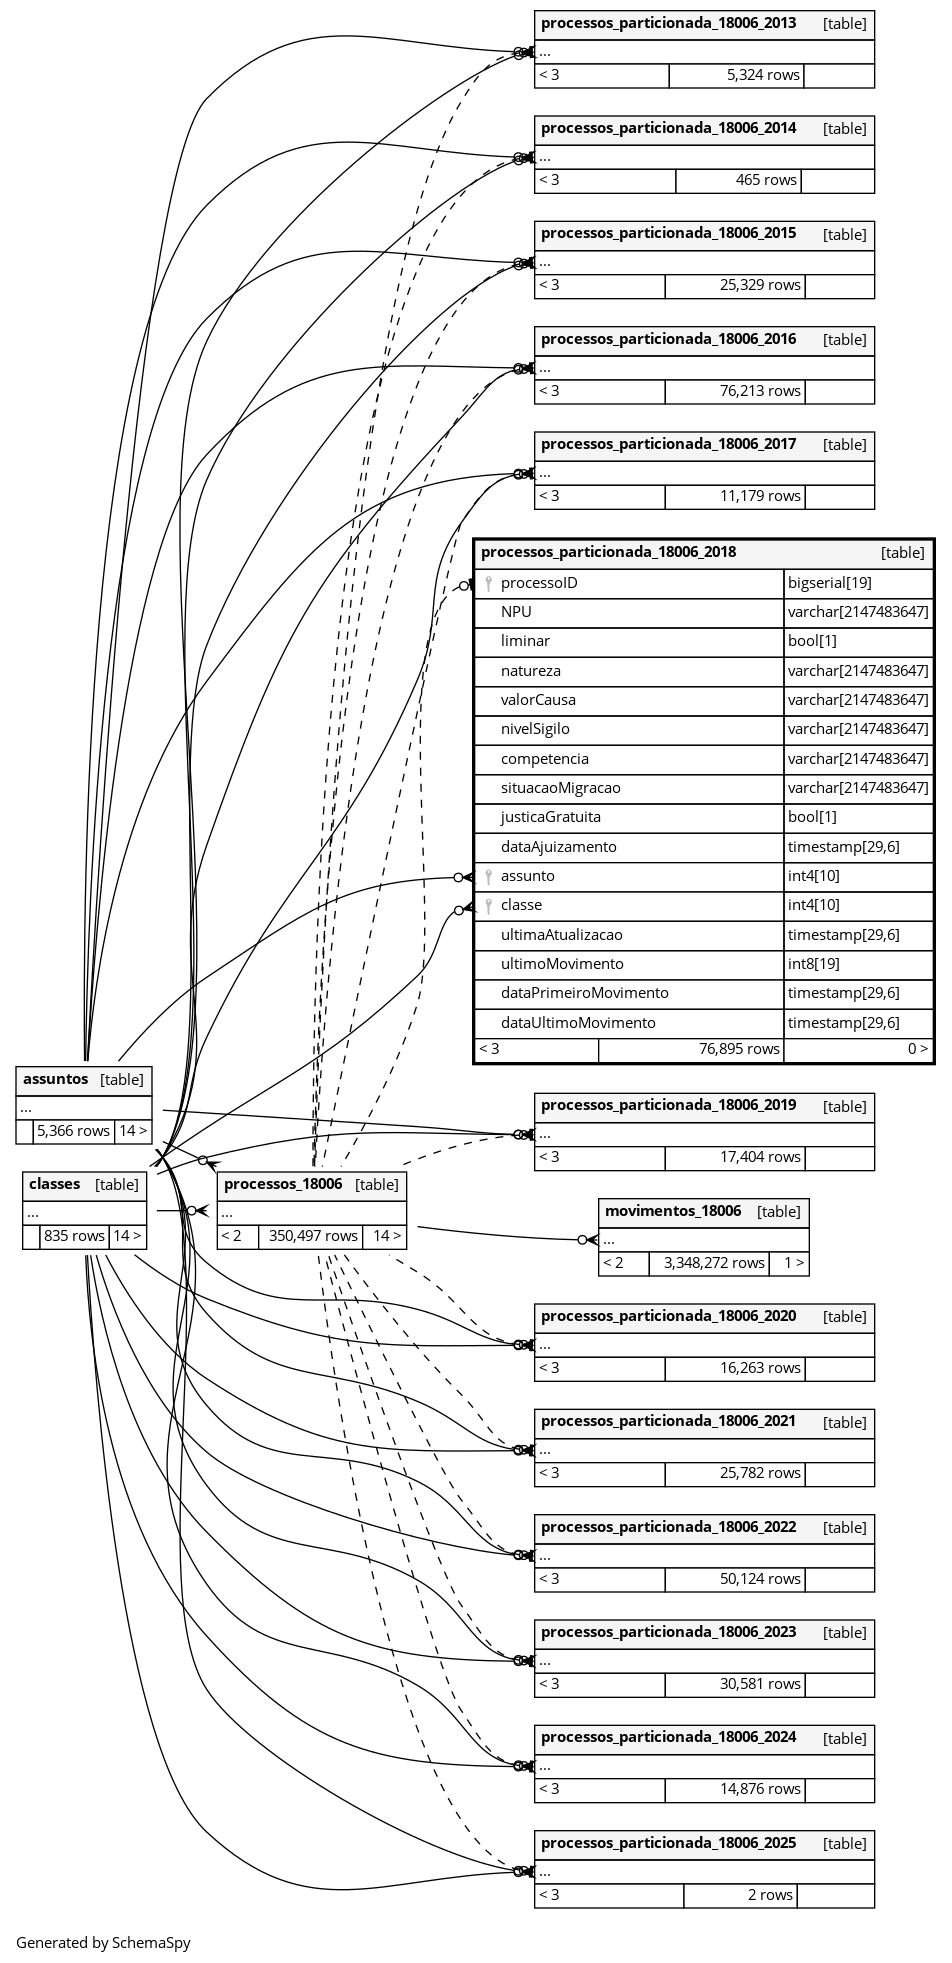 processos_particionada_18006_2013 [table]
...
< 3 5,324 rows
processos_particionada_18006_2014 [table]
...
< 3 465 rows
processos_particionada_18006_2015 [table]
...
< 3 25,329 rows
processos_particionada_18006_2016 [table]
...
< 3 76,213 rows
processos_particionada_18006_2017 [table]
...
< 3 11,179 rows
processos_particionada_18006_2018 [table]
processoID bigserial[19]
NPU varchar[2147483647]
liminar bool[1]
natureza varchar[2147483647]
valorCausa varchar[2147483647]
nivelSigilo varchar[2147483647]
competencia varchar[2147483647]
situacaoMigracao varchar[2147483647]
justicaGratuita bool[1]
dataAjuizamento timestamp[29,6]
assunto int4[10]
classe int4[10]
ultimaAtualizacao timestamp[29,6]
ultimoMovimento int8[19]
dataPrimeiroMovimento timestamp[29,6]
dataUltimoMovimento timestamp[29,6]
< 3 76,895 rows 0 >
assuntos [table]
...
5,366 rows 14 >
processos_particionada_18006_2019 [table]
...
< 3 17,404 rows
classes [table]
...
835 rows 14 >
processos_18006 [table]
...
< 2 350,497 rows 14 >
movimentos_18006 [table]
...
< 2 3,348,272 rows 1 >
processos_particionada_18006_2020 [table]
...
< 3 16,263 rows
processos_particionada_18006_2021 [table]
...
< 3 25,782 rows
processos_particionada_18006_2022 [table]
...
< 3 50,124 rows
processos_particionada_18006_2023 [table]
...
< 3 30,581 rows
processos_particionada_18006_2024 [table]
...
< 3 14,876 rows
processos_particionada_18006_2025 [table]
...
< 3 2 rows
Generated by SchemaSpy